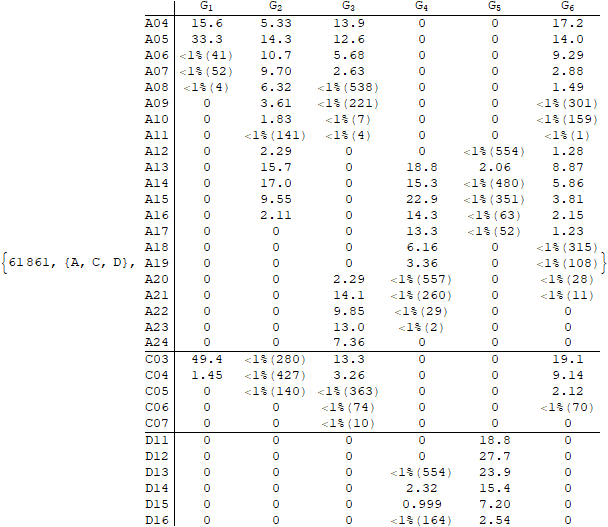 G1 G2 G3 G4 G5 G6
A04 15.6 5.33 13.9 0 0 17.2
A05 33.3 14.3 12.6 0 0 14.0
A06 <1%(41) 10.7 5.68 0 0 9.29
A07 <1%(52) 9.70 2.63 0 0 2.88
A08 <1%(4) 6.32 <1%(538) 0 0 1.49
A09 0 3.61 <1%(221) 0 0 <1%(301)
A10 0 1.83 <1%(7) 0 0 <1%(159)
A11 0 <1%(141) <1%(4) 0 0 <1%(1)
A12 0 2.29 0 0 <1%(554) 1.28
A13 0 15.7 0 18.8 2.06 8.87
A14 0 17.0 0 15.3 <1%(480) 5.86
A15 0 9.55 0 22.9 <1%(351) 3.81
A16 0 2.11 0 14.3 <1%(63) 2.15
A17 0 0 0 13.3 <1%(52) 1.23
A18 0 0 0 6.16 0 <1%(315)
{61861, {A, C, D}, A19 0 0 0 3.36 0 <1%(108) }
A20 0 0 2.29 <1%(557) 0 <1%(28)
A21 0 0 14.1 <1%(260) 0 <1%(11)
A22 0 0 9.85 <1%(29) 0 0
A23 0 0 13.0 <1%(2) 0 0
A24 0 0 7.36 0 0 0
C03 49.4 <1%(280) 13.3 0 0 19.1
C04 1.45 <1%(427) 3.26 0 0 9.14
C05 0 <1%(140) <1%(363) 0 0 2.12
C06 0 0 <1%(74) 0 0 <1%(70)
C07 0 0 <1%(10) 0 0 0
D11 0 0 0 0 18.8 0
D12 0 0 0 0 27.7 0
D13 0 0 0 <1%(554) 23.9 0
D14 0 0 0 2.32 15.4 0
D15 0 0 0 0.999 7.20 0
D16 0 0 0 <1%(164) 2.54 0